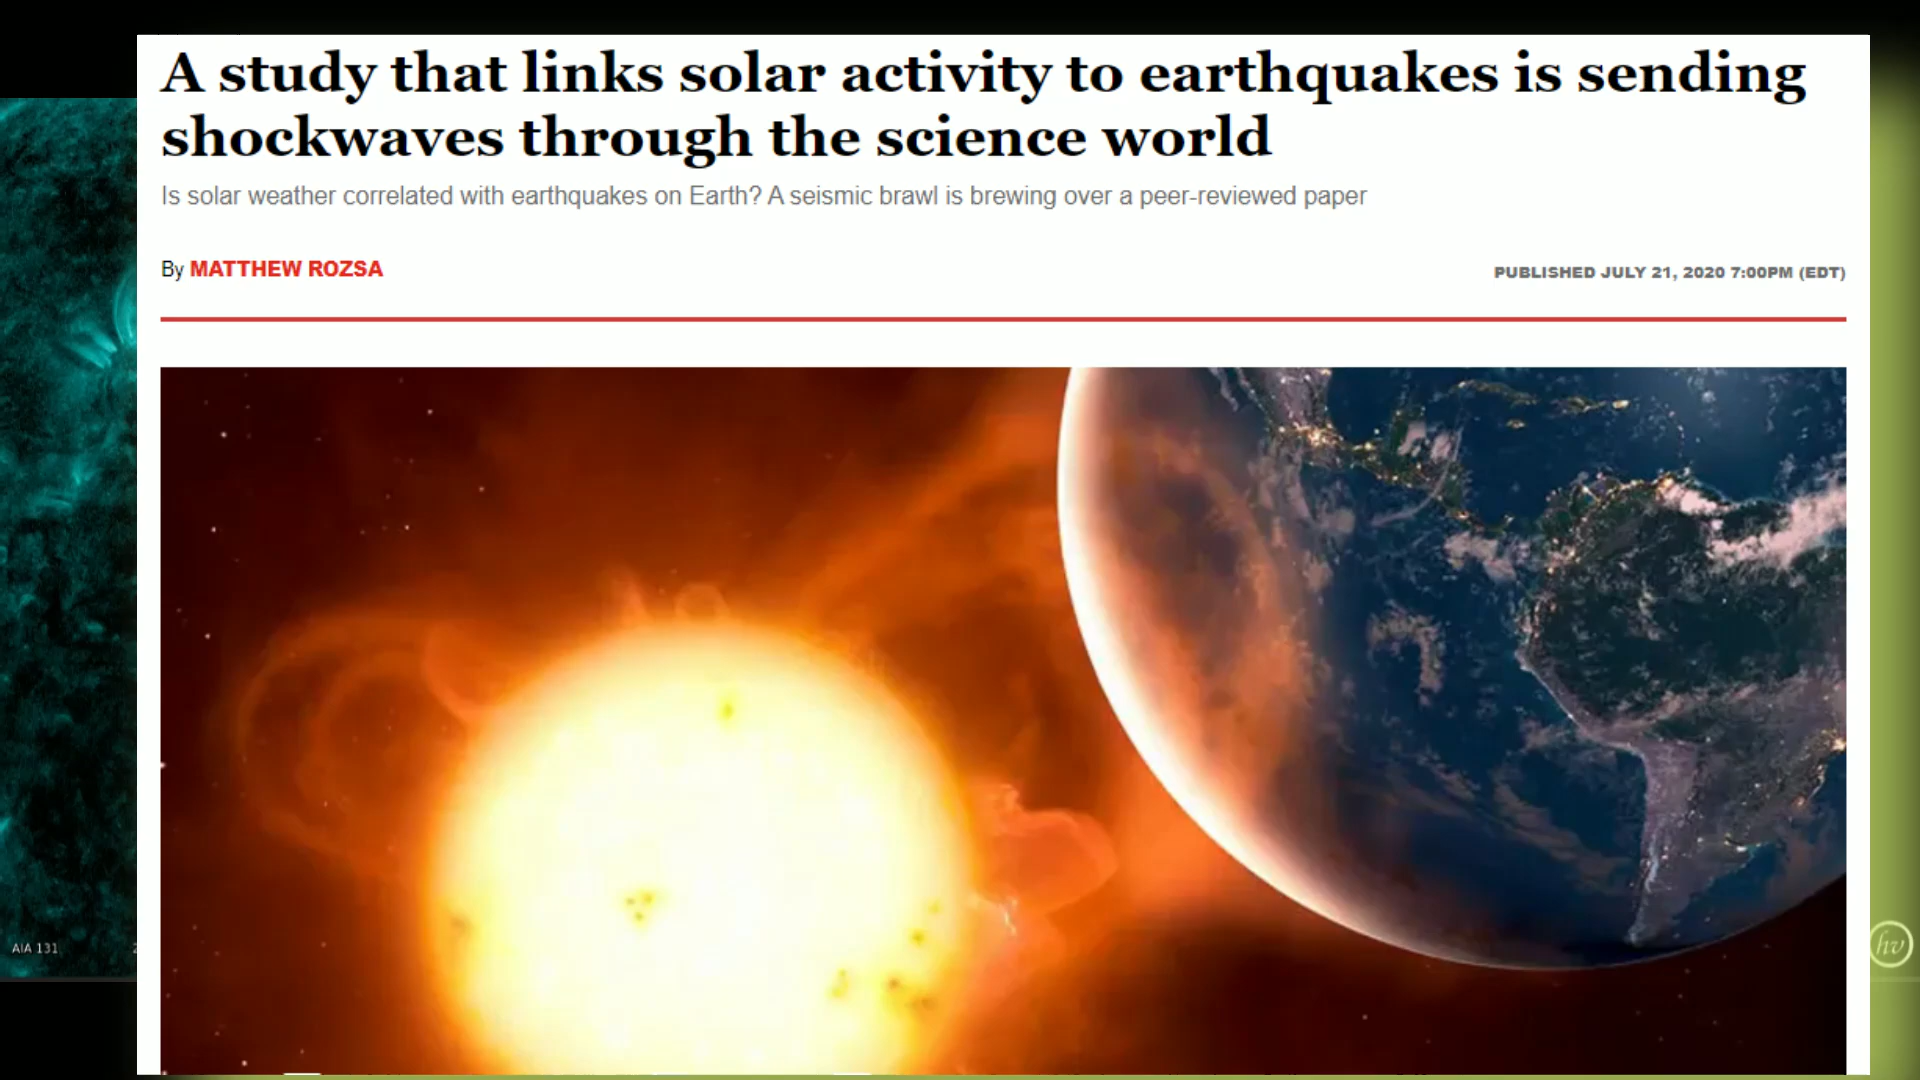 A study that links solar activity to earthquakes is sending
shockwaves through the science world
Is solar weather correlated with earthquakes on Earth? A seismic brawl is brewing over a peer-reviewed paper
By MATTHEW ROZSA
PUBLISHED JULY 21, 2020 7:00PM (EDT)
AIA 131
hv